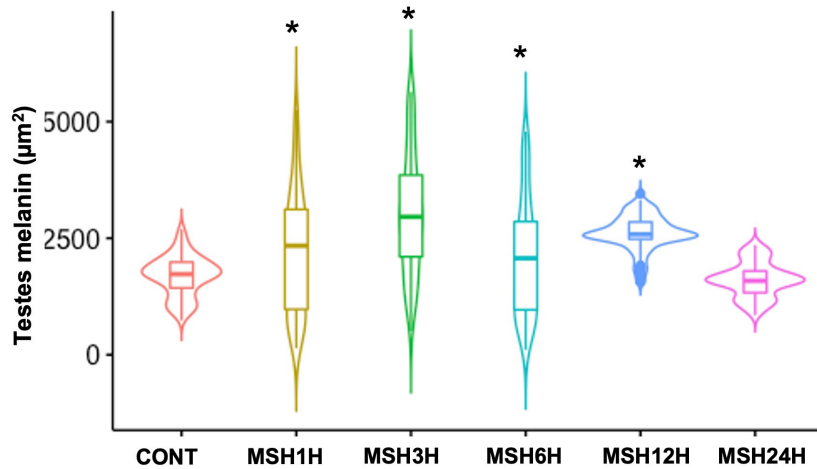 * * * *
Testes melanin (µm²)
5000
2500
0
CONT MSH1H MSH3H MSH6H MSH12H MSH24H